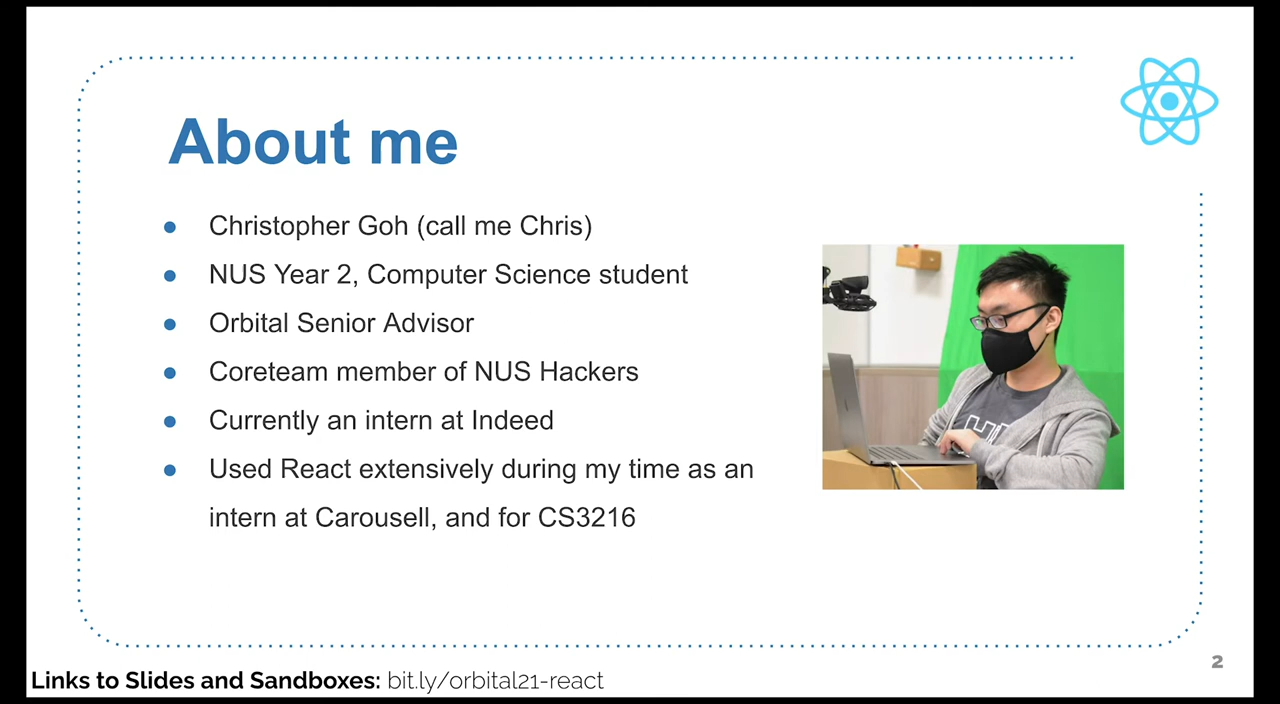 About me
● Christopher Goh (call me Chris)
● NUS Year 2, Computer Science student
● Orbital Senior Advisor
● Coreteam member of NUS Hackers
● Currently an intern at Indeed
● Used React extensively during my time as an
intern at Carousell, and for CS3216
2
Links to Slides and Sandboxes: bit.ly/orbital21-react